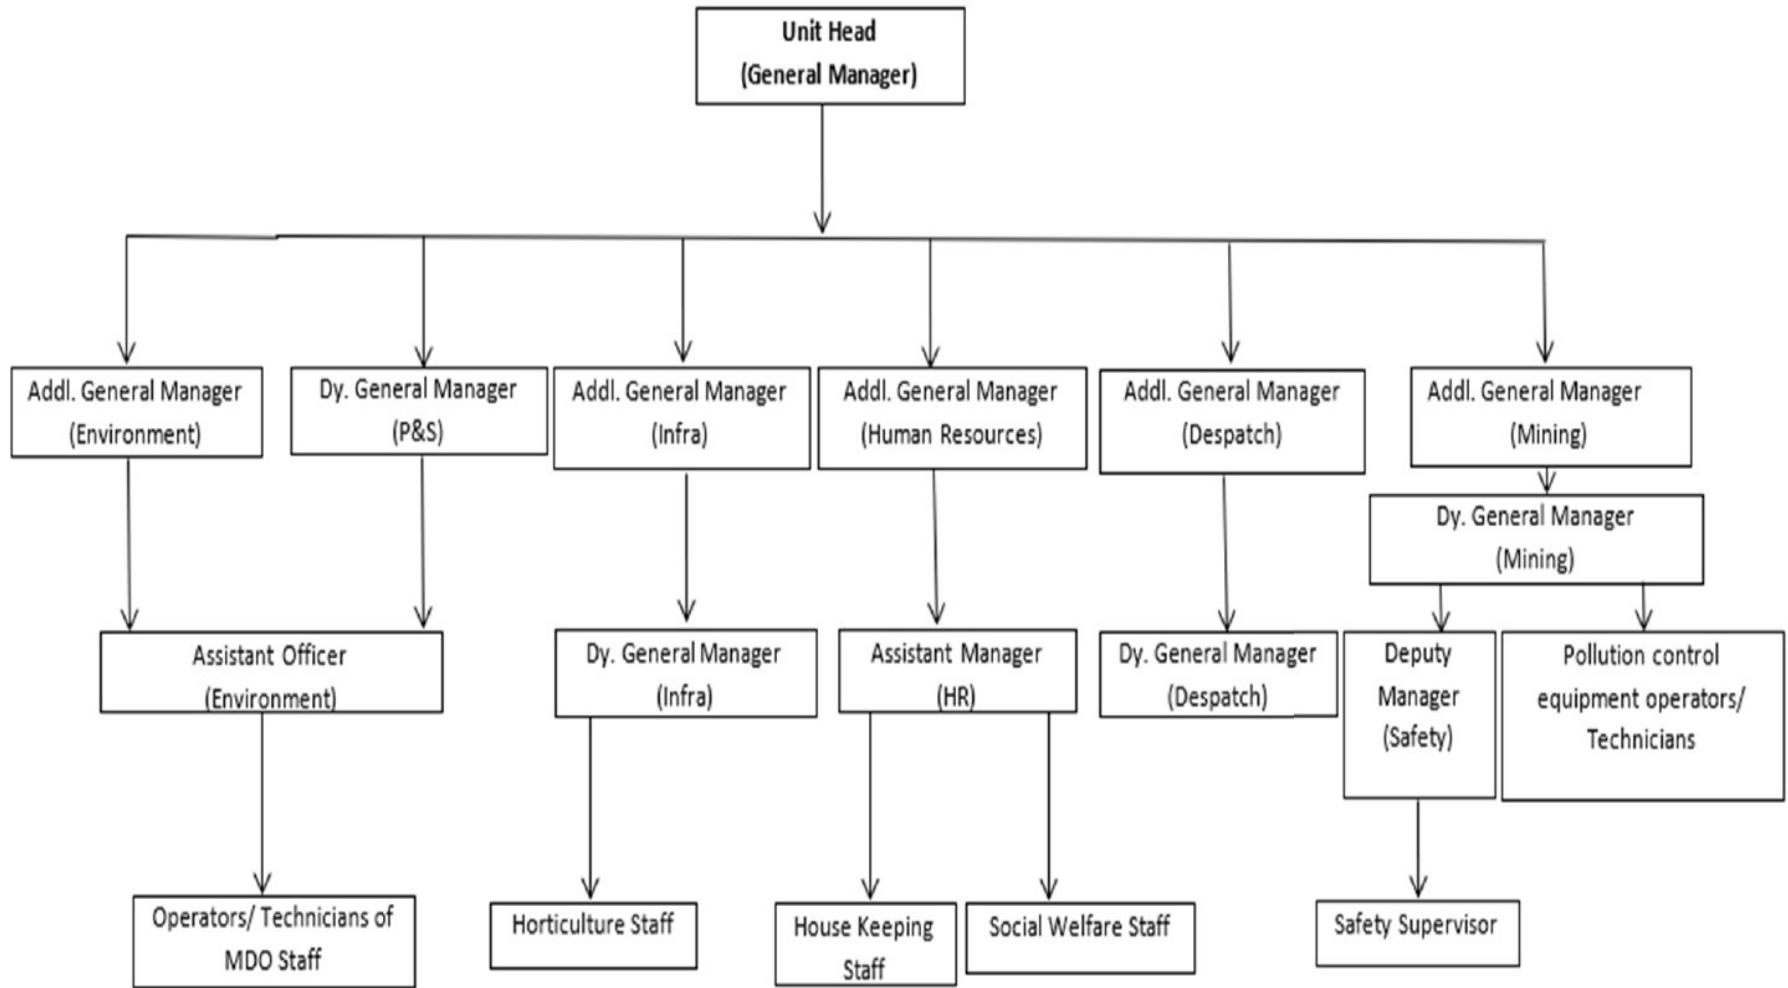 Unit Head
(General Manager)
Addl. General Manager
(Environment)
Dy. General Manager
(P&S)
Addl. General Manager
(Infra)
Addl. General Manager
(Human Resources)
Addl. General Manager
(Despatch)
Addl. General Manager
(Mining)
Dy. General Manager
(Mining)
Assistant Officer
(Environment)
Dy. General Manager
(Infra)
Assistant Manager
(HR)
Dy. General Manager
(Despatch)
Deputy
Manager
(Safety)
Pollution control
equipment operators/
Technicians
Operators/ Technicians of
MDO Staff
Horticulture Staff
House Keeping
Staff
Social Welfare Staff
Safety Supervisor